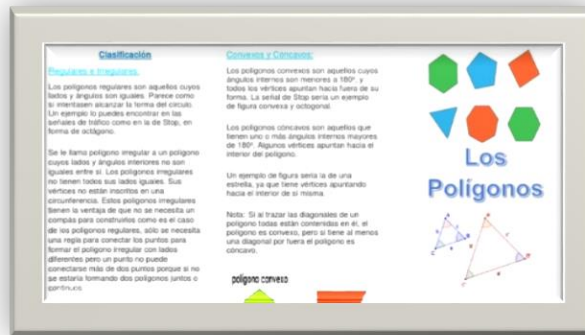 Clasificación
Regulares e Irregulares:
Los polígonos regulares son aquellos cuyos
lados y ángulos son iguales. Parece como
si intentasen alcanzar la forma del círculo.
Un ejemplo lo puedes encontrar en las
señales de tráfico como en la de Stop, en
forma de octágono.
Se le llama polígono irregular a un polígono
cuyos lados y ángulos interiores no son
iguales entre sí. Los polígonos irregulares
no tienen todos sus lados iguales. Sus
vértices no están inscritos en una
circunferencia. Estos polígonos irregulares
tienen la ventaja de que no se necesita un
compás para construirlos como es el caso
de los polígonos regulares, sólo se necesita
una regla para conectar los puntos para
formar el polígono irregular con lados
diferentes pero un punto no puede
conectarse más de dos puntos porque si no
se estaría formando dos polígonos juntos o
continuos.
Convexos y Cóncavos:
Los polígonos convexos son aquellos cuyos
ángulos internos son menores a 180º, y
todos los vértices apuntan hacia fuera de su
forma. La señal de Stop sería un ejemplo
de figura convexa y octogonal.
Los polígonos cóncavos son aquellos que
tienen uno o más ángulos internos mayores
de 180º. Algunos vértices apuntan hacia el
interior del polígono.
Un ejemplo de figura sería la de una
estrella, ya que tiene vértices apuntando
hacia el interior de si misma.
Nota: Si al trazar las diagonales de un
polígono todas están contenidos en él, el
polígono es convexo, pero si tiene al menos
una diagonal por fuera el polígono es
cóncavo.
polígono convexo
Los
Polígonos